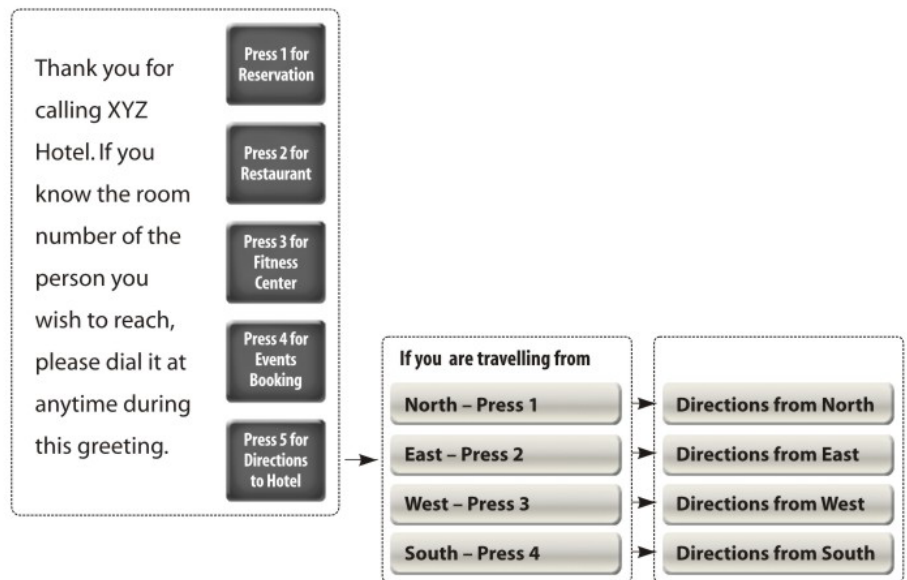 Thank you for
calling XYZ
Hotel. If you
know the room
number of the
person you
wish to reach,
please dial it at
anytime during
this greeting.
Press 1 for
Reservation
Press 2 for
Restaurant
Press 3 for
Fitness
Center
Press 4 for
Events
Booking
Press 5 for
Directions
to Hotel
If you are travelling from
North – Press 1
East – Press 2
West – Press 3
South – Press 4
Directions from North
Directions from East
Directions from West
Directions from South